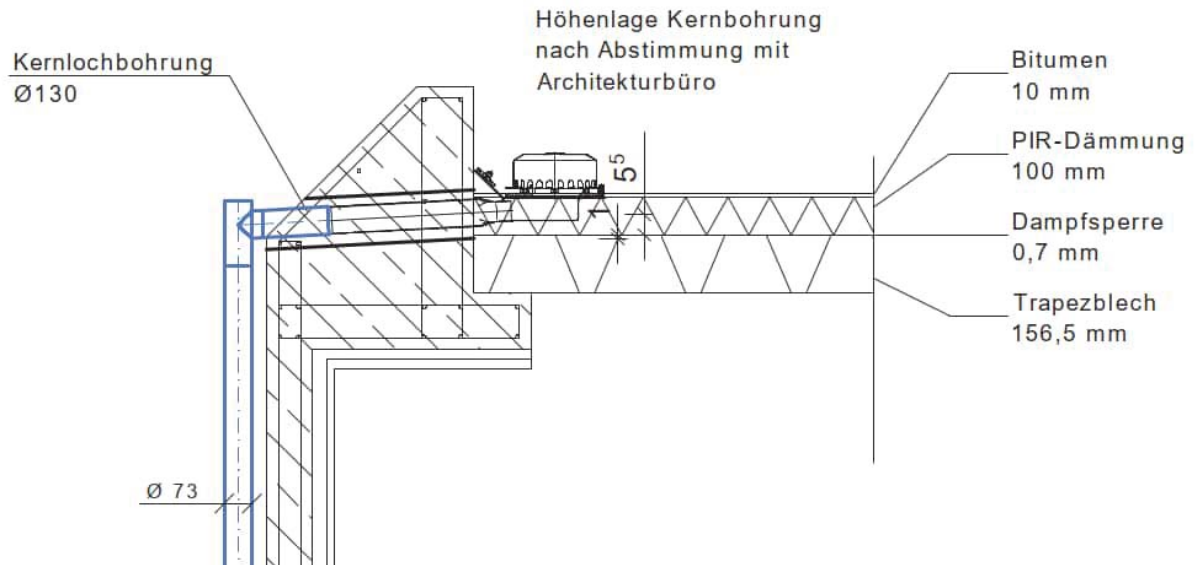 Höhenlage Kernbohrung
nach Abstimmung mit
Architekturbüro
Kernlochbohrung
Ø130
Bitumen
10 mm
PIR-Dämmung
100 mm
Dampfsperre
0,7 mm
Trapezblech
156,5 mm
5⁵
1
Ø 73